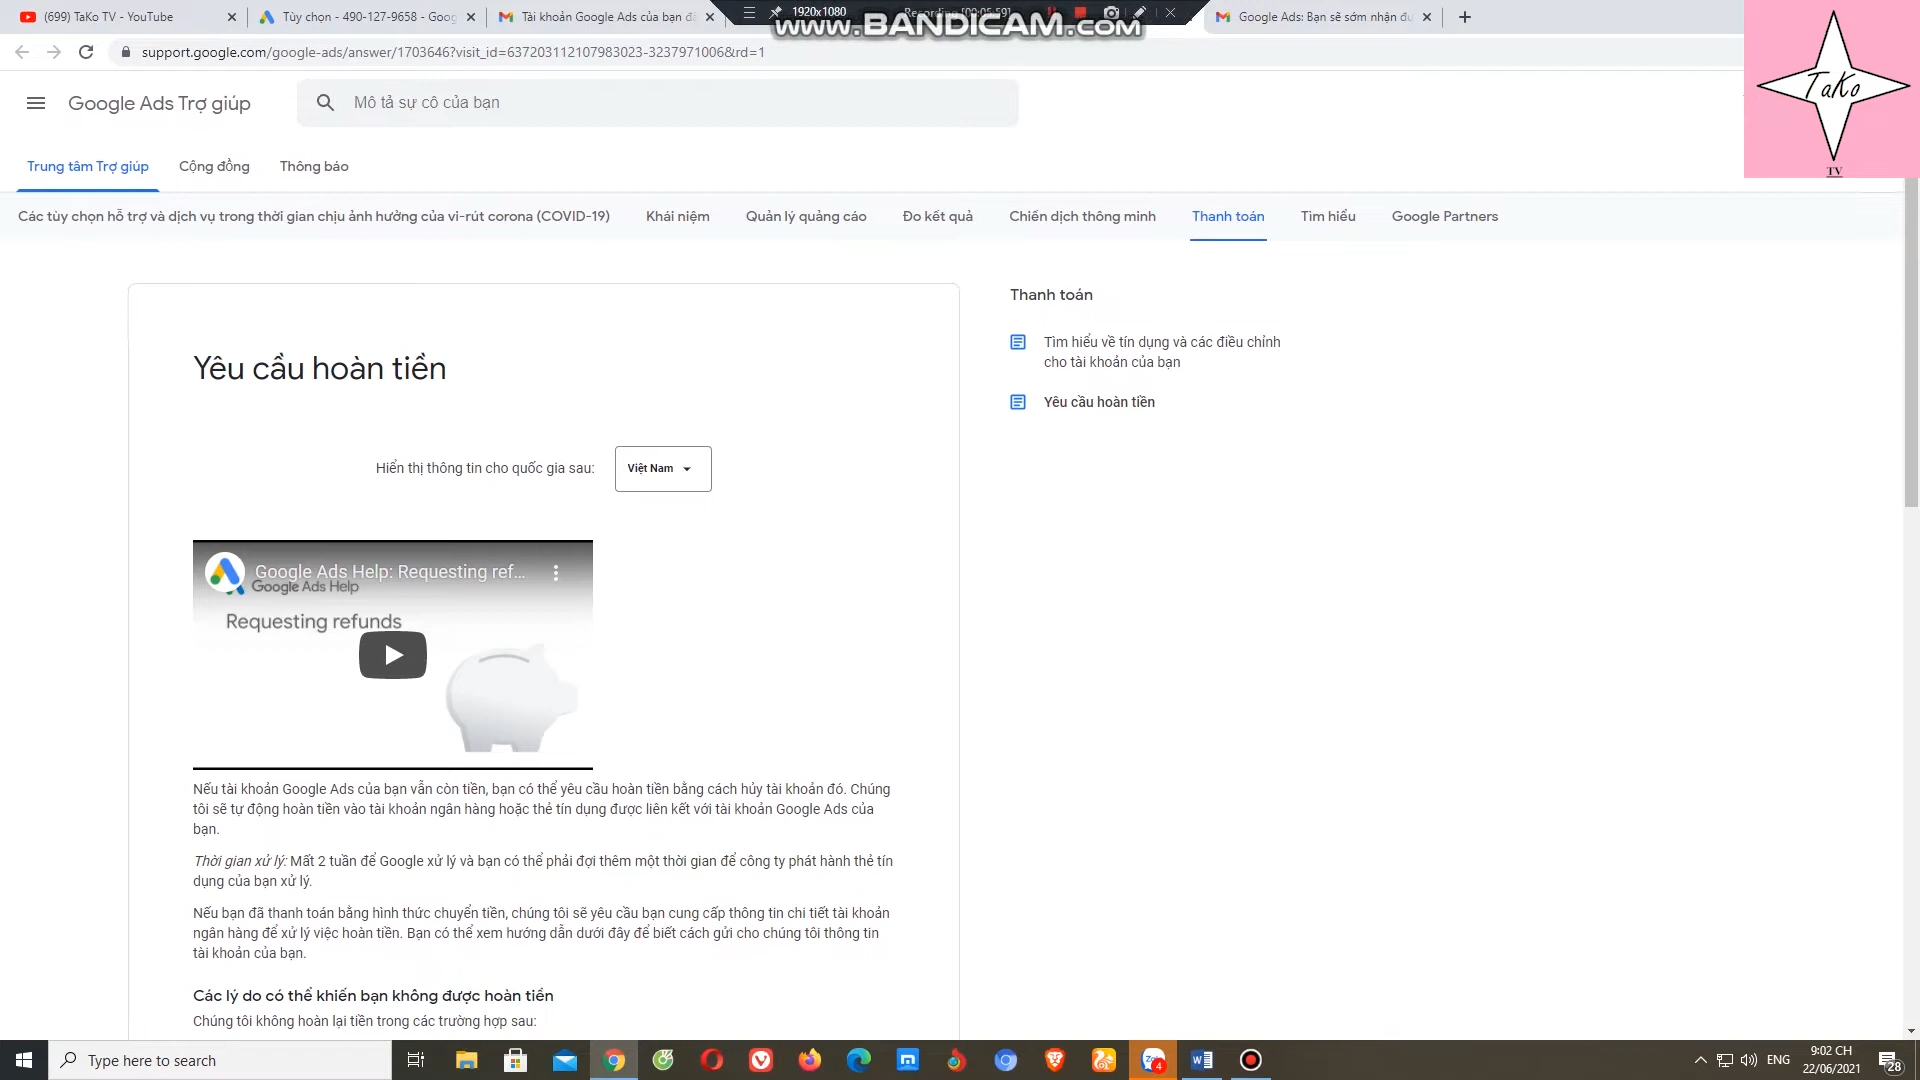 (699) TaKo TV - YouTube
Tùy chọn - 490-127-9658 - Goog
Tài khoản Google Ads của bạn đã
1920x1080
Recording [00:05:59]
www.BANDICAM.com
Google Ads: Bạn sẽ sớm nhận đư
support.google.com/google-ads/answer/1703646?visit_id=637203112107983023-3237971006&rd=1
TaKo
TV
Google Ads Trợ giúp
Mô tả sự cô của bạn
Trung tâm Trợ giúp
Cộng đồng
Thông báo
Các tùy chọn hỗ trợ và dịch vụ trong thời gian chịu ảnh hưởng của vi-rút corona (COVID-19)
Khái niệm
Quản lý quảng cáo
Đo kết quả
Chiến dịch thông minh
Thanh toán
Tìm hiểu
Google Partners
Yêu cầu hoàn tiền
Hiển thị thông tin cho quốc gia sau:
Việt Nam
Google Ads Help: Requesting ref...
Google Ads Help
Requesting refunds
Nếu tài khoản Google Ads của bạn vẫn còn tiền, bạn có thể yêu cầu hoàn tiền bằng cách hủy tài khoản đó. Chúng
tôi sẽ tự động hoàn tiền vào tài khoản ngân hàng hoặc thẻ tín dụng được liên kết với tài khoản Google Ads của
bạn.
Thời gian xử lý: Mất 2 tuần để Google xử lý và bạn có thể phải đợi thêm một thời gian để công ty phát hành thẻ tín
dụng của bạn xử lý.
Nếu bạn đã thanh toán bằng hình thức chuyển tiền, chúng tôi sẽ yêu cầu bạn cung cấp thông tin chi tiết tài khoản
ngân hàng để xử lý việc hoàn tiền. Bạn có thể xem hướng dẫn dưới đây để biết cách gửi cho chúng tôi thông tin
tài khoản của bạn.
Các lý do có thể khiến bạn không được hoàn tiền
Chúng tôi không hoàn lại tiền trong các trường hợp sau:
Thanh toán
Tìm hiểu về tín dụng và các điều chỉnh
cho tài khoản của bạn
Yêu cầu hoàn tiền
Type here to search
Zalo
4
ENG
9:02 CH
22/06/2021
28